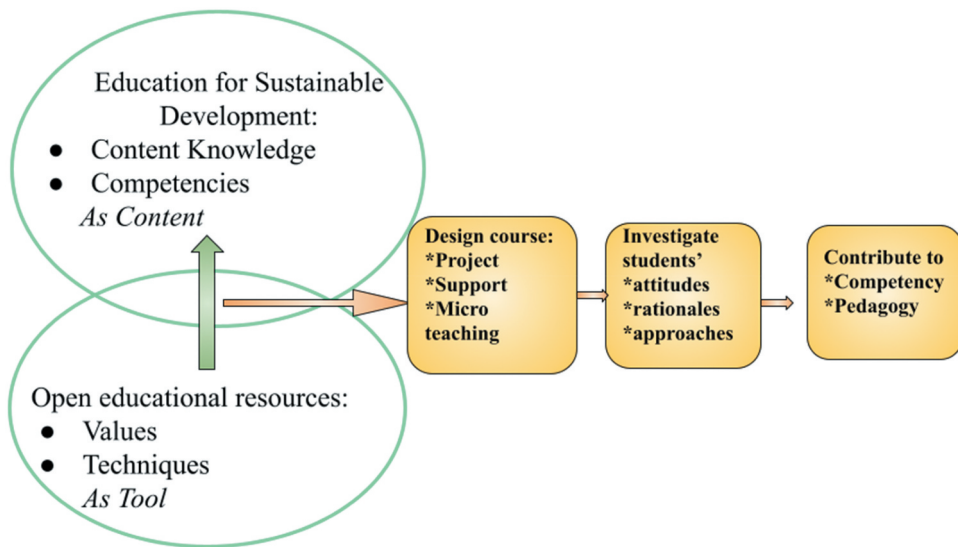 Education for Sustainable
Development:
● Content Knowledge
● Competencies
As Content
Open educational resources:
● Values
● Techniques
As Tool
Design course:
*Project
*Support
*Micro
teaching
Investigate
students’
*attitudes
*rationales
*approaches
Contribute to
*Competency
*Pedagogy